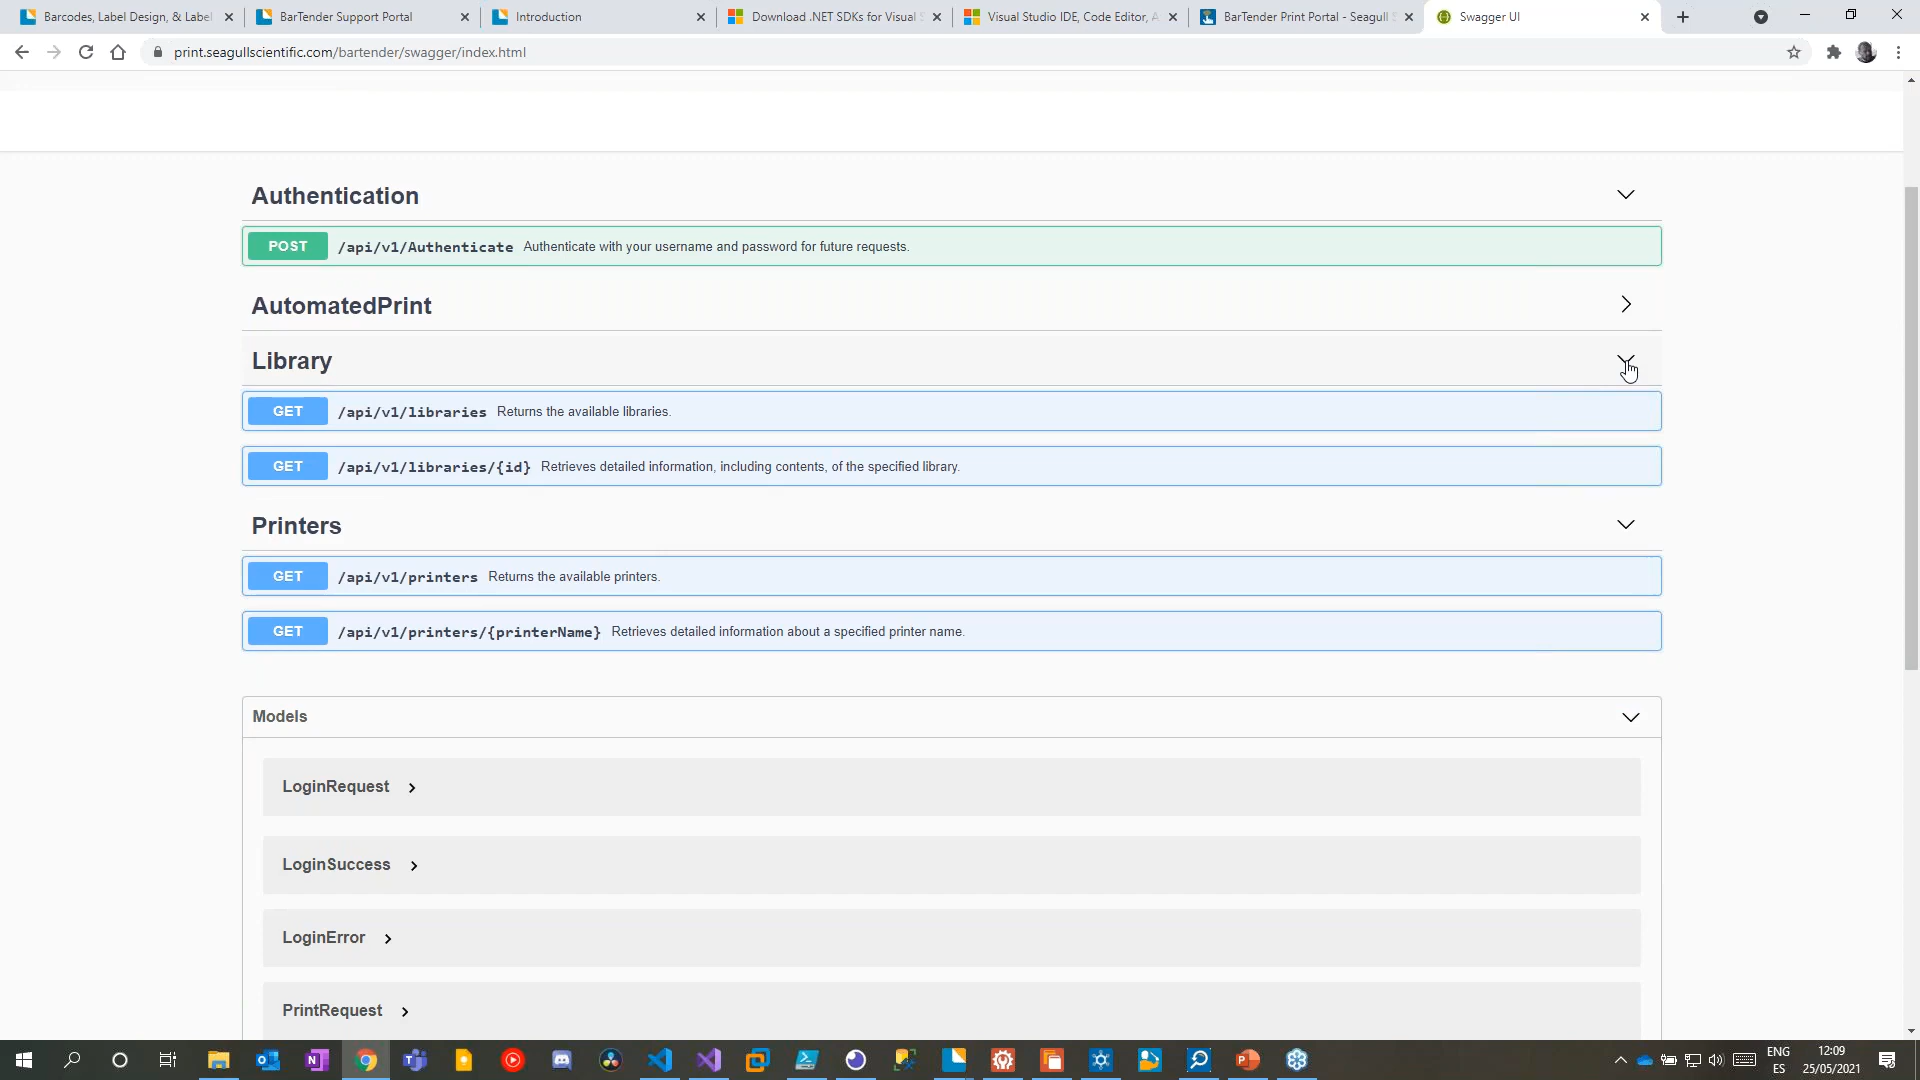 Barcodes, Label Design, & Label
BarTender Support Portal
Introduction
Download .NET SDKs for Visual S
Visual Studio IDE, Code Editor, A
BarTender Print Portal - Seagull S
Swagger UI
print.seagullscientific.com/bartender/swagger/index.html
Authentication
POST /api/v1/Authenticate Authenticate with your username and password for future requests.
AutomatedPrint
Library
GET /api/v1/libraries Returns the available libraries.
GET /api/v1/libraries/{id} Retrieves detailed information, including contents, of the specified library.
Printers
GET /api/v1/printers Returns the available printers.
GET /api/v1/printers/{printerName} Retrieves detailed information about a specified printer name.
Models
LoginRequest
LoginSuccess
LoginError
PrintRequest
ENG 12:09
ES 25/05/2021